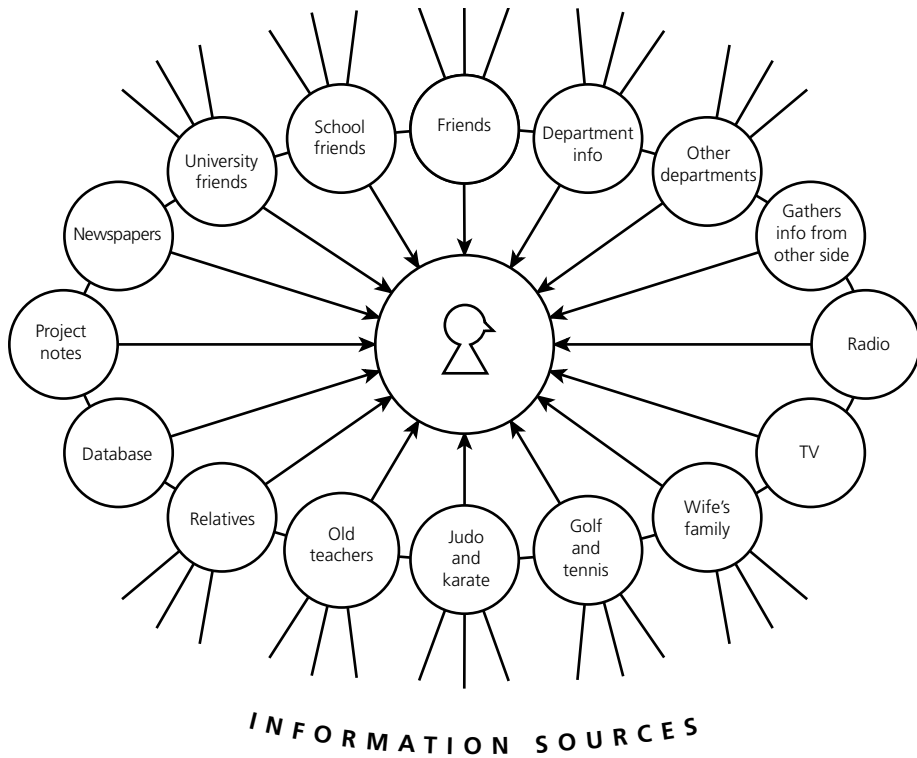 Friends
School
friends
Department
info
University
friends
Other
departments
Newspapers
Gathers
info from
other side
Project
notes
Radio
Database
TV
Relatives
Wife's
family
Old
teachers
Golf
and
tennis
Judo
and
karate
INFORMATION SOURCES